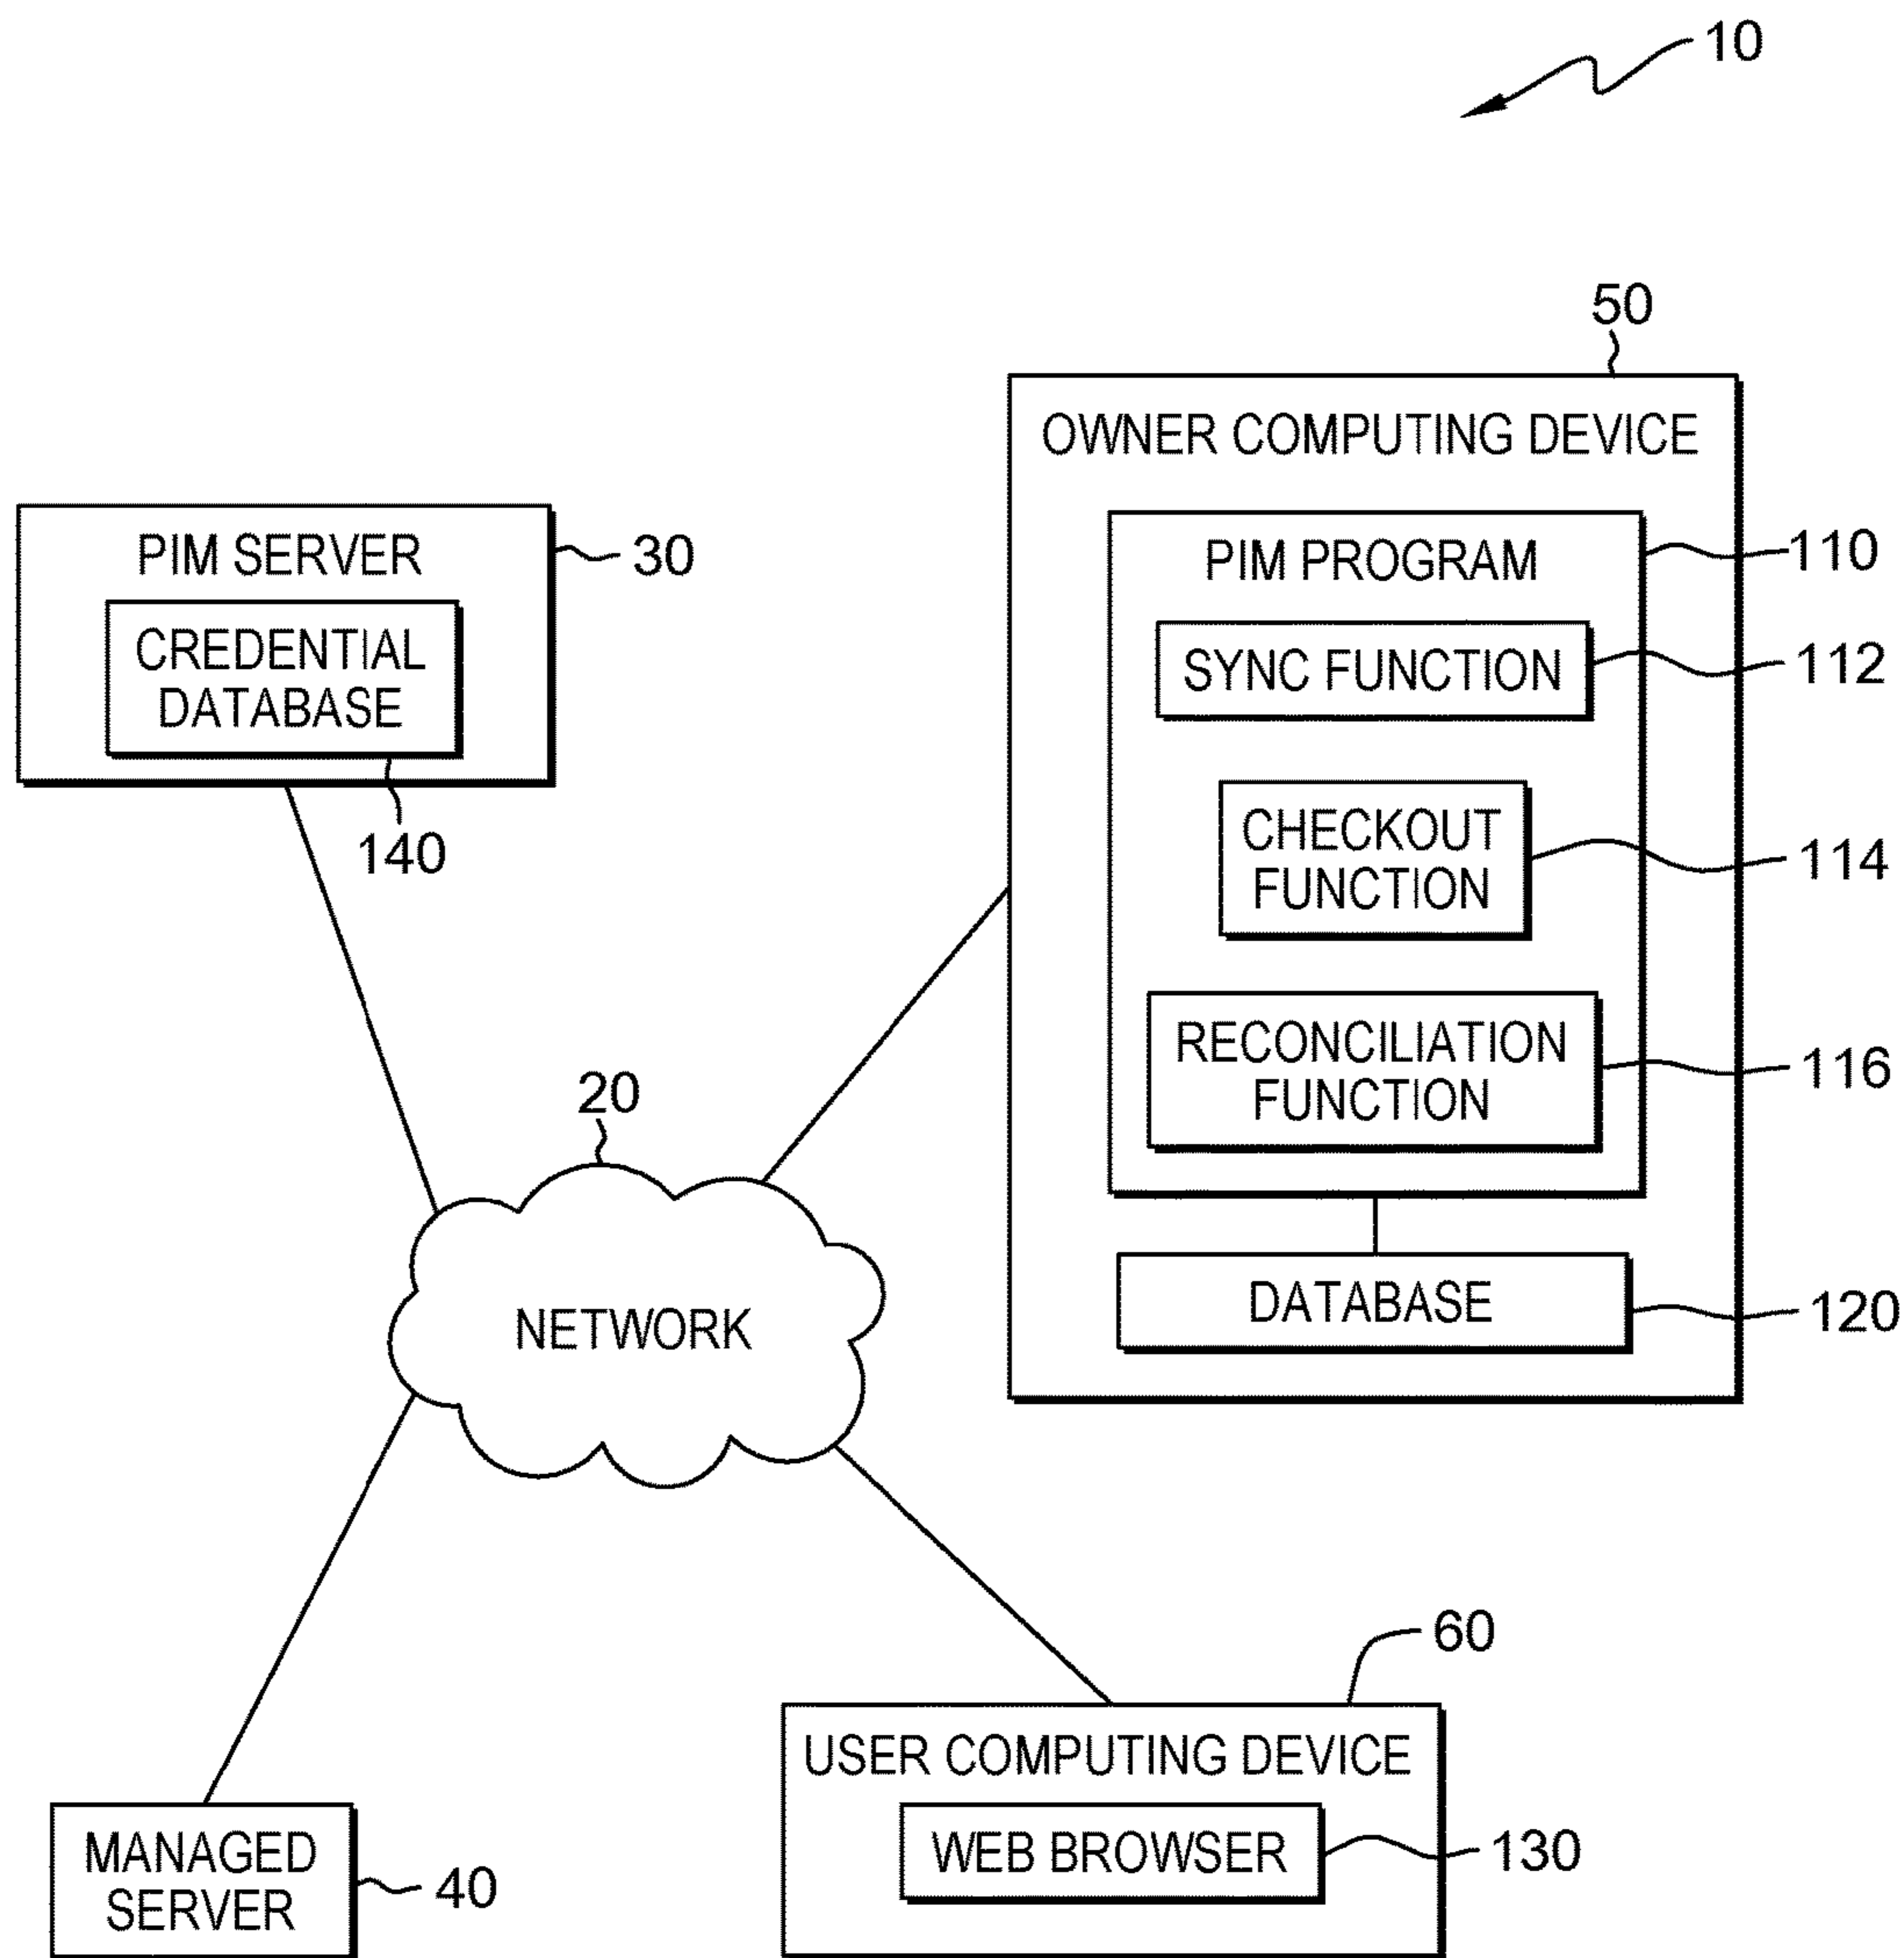 10
50
OWNER COMPUTING DEVICE
PIM PROGRAM
110
SYNC FUNCTION
112
CHECKOUT
FUNCTION
114
RECONCILIATION
FUNCTION
116
DATABASE
120
PIM SERVER
30
CREDENTIAL
DATABASE
140
20
NETWORK
60
USER COMPUTING DEVICE
WEB BROWSER
130
MANAGED
SERVER
40